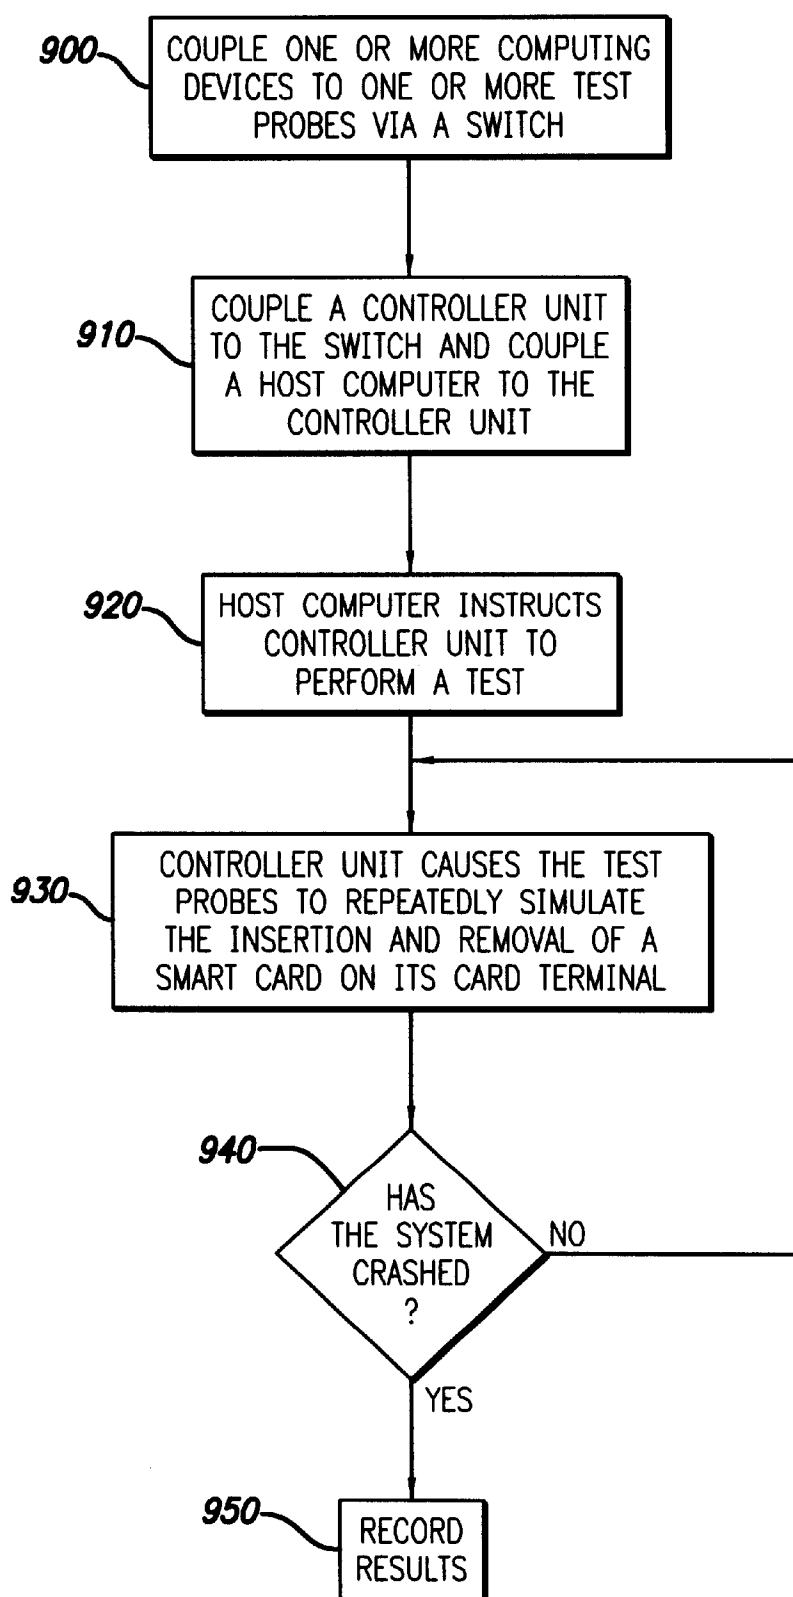 900
COUPLE ONE OR MORE COMPUTING
DEVICES TO ONE OR MORE TEST
PROBES VIA A SWITCH
910
COUPLE A CONTROLLER UNIT
TO THE SWITCH AND COUPLE
A HOST COMPUTER TO THE
CONTROLLER UNIT
920
HOST COMPUTER INSTRUCTS
CONTROLLER UNIT TO
PERFORM A TEST
930
CONTROLLER UNIT CAUSES THE TEST
PROBES TO REPEATEDLY SIMULATE
THE INSERTION AND REMOVAL OF A
SMART CARD ON ITS CARD TERMINAL
940
HAS
THE SYSTEM
CRASHED
?
NO
YES
950
RECORD
RESULTS